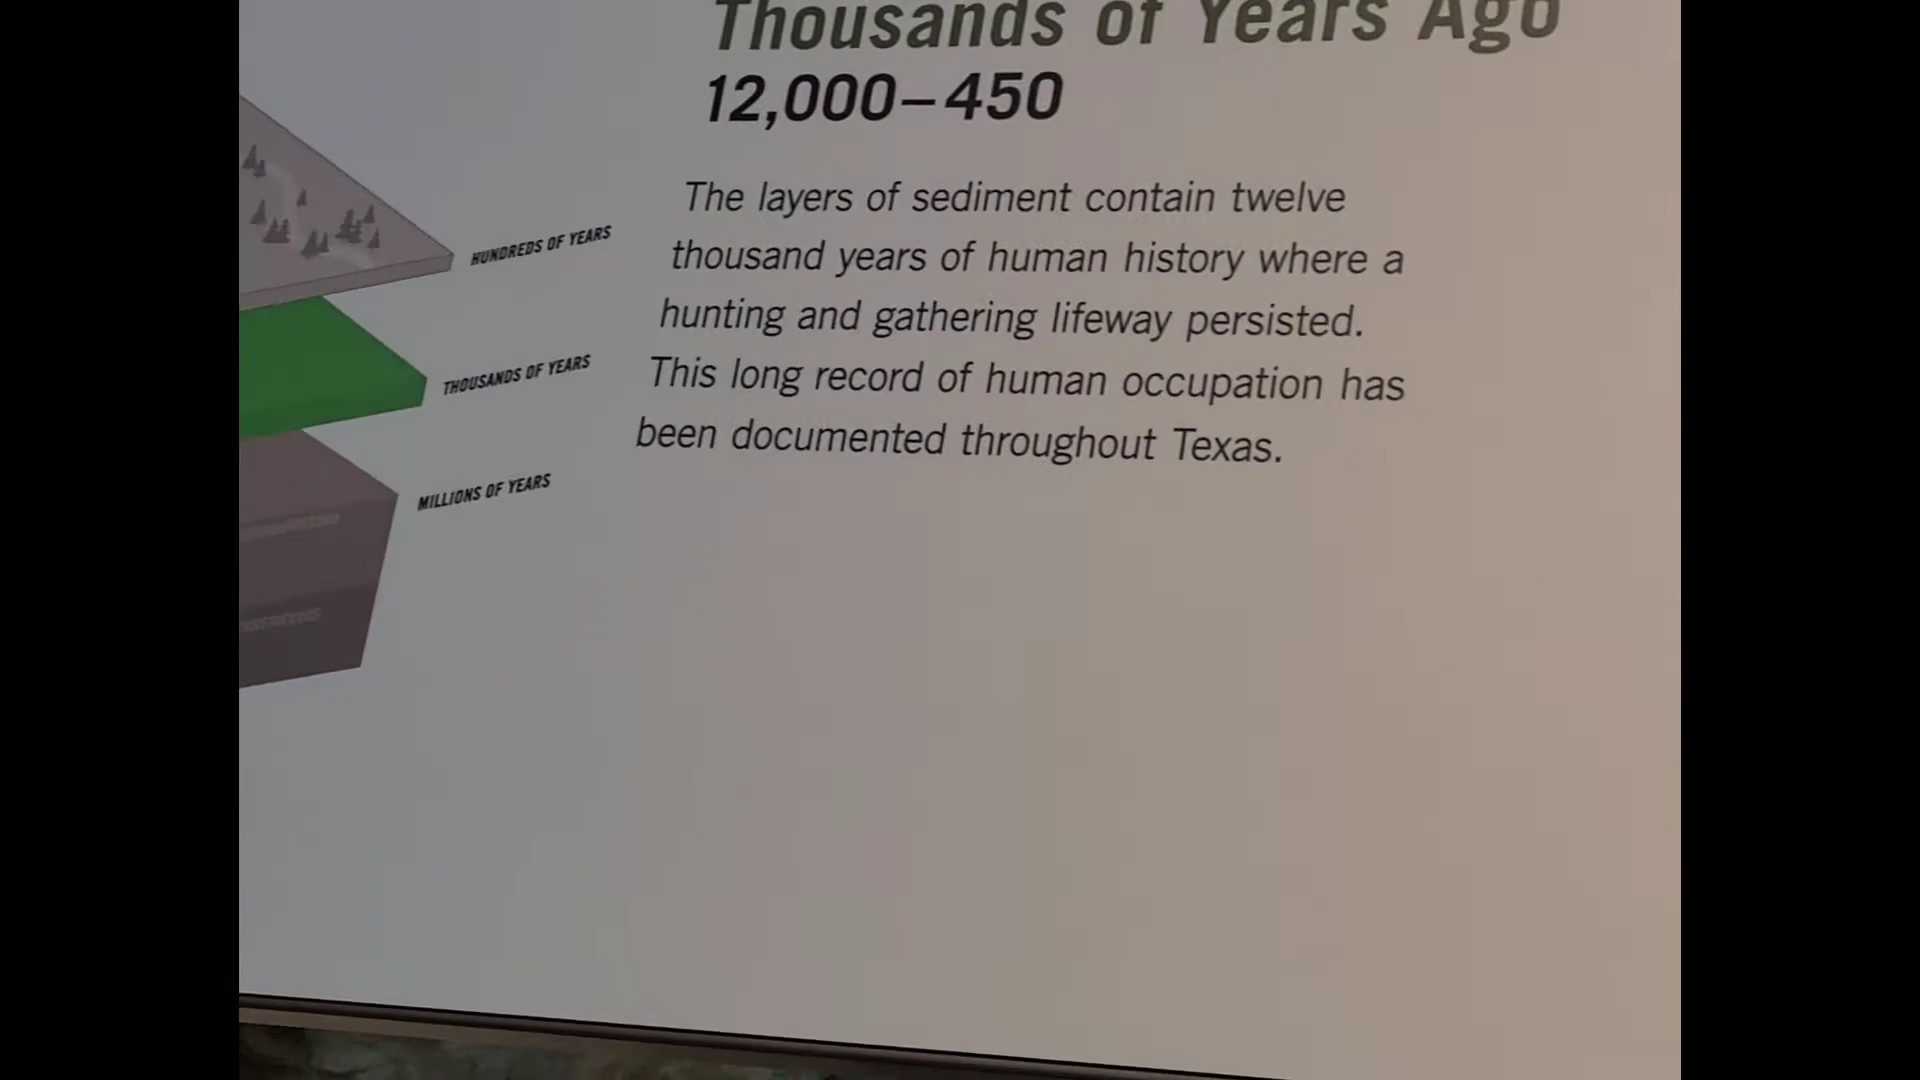 Thousands of Years Ago
12,000–450
The layers of sediment contain twelve
thousand years of human history where a
hunting and gathering lifeway persisted.
This long record of human occupation has
been documented throughout Texas.
HUNDREDS OF YEARS
THOUSANDS OF YEARS
MILLIONS OF YEARS